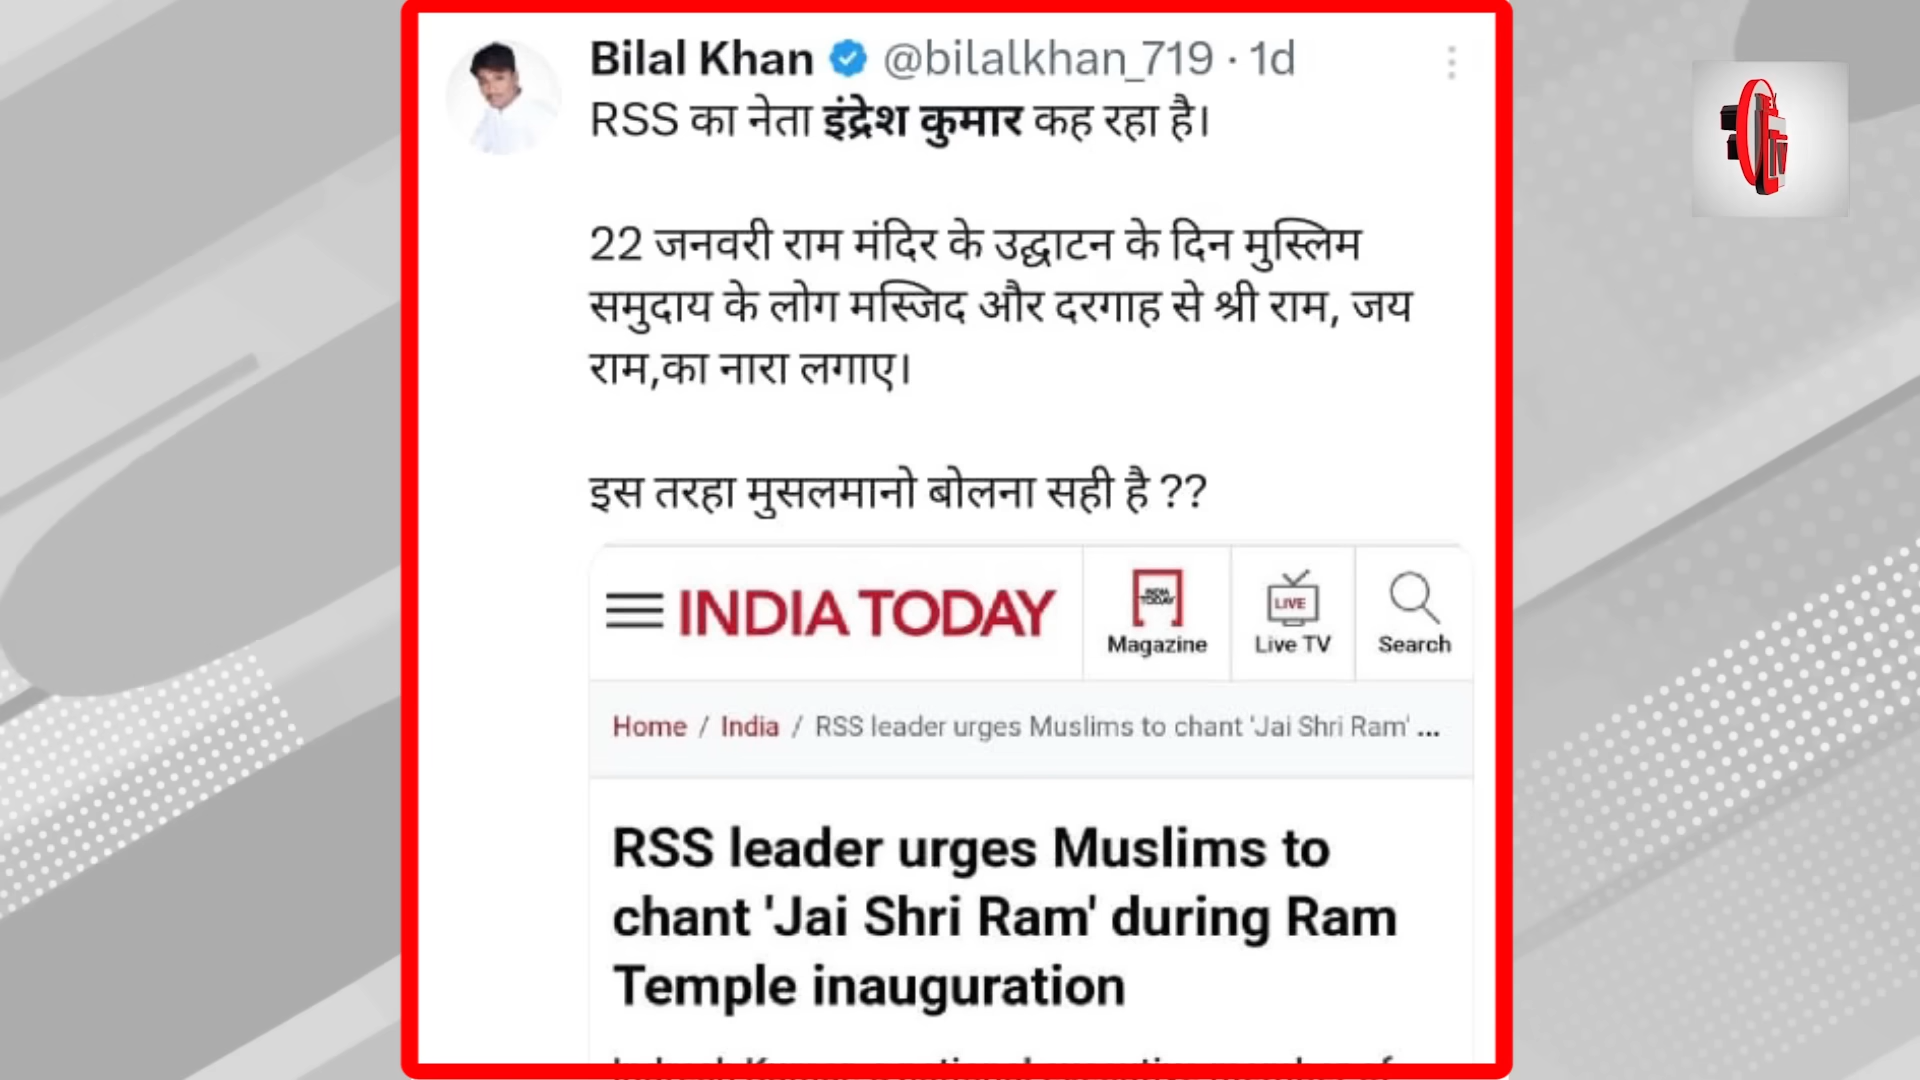 Bilal Khan @bilalkhan_719 · 1d
RSS का नेता इंद्रेश कुमार कह रहा है।
22 जनवरी राम मंदिर के उद्घाटन के दिन मुस्लिम
समुदाय के लोग मस्जिद और दरगाह से श्री राम, जय
राम,का नारा लगाए।
इस तरहा मुसलमानो बोलना सही है ??
INDIA TODAY
INDIA
TODAY
Magazine
LIVE
Live TV
Search
Home / India / RSS leader urges Muslims to chant 'Jai Shri Ram' ...
RSS leader urges Muslims to
chant 'Jai Shri Ram' during Ram
Temple inauguration